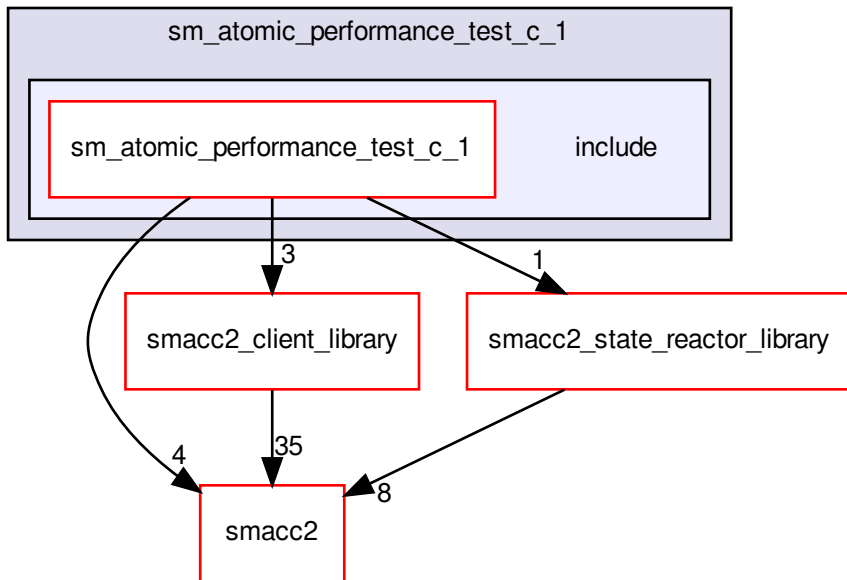 sm_atomic_performance_test_c_1
sm_atomic_performance_test_c_1
include
3
1
smacc2_client_library
smacc2_state_reactor_library
4
35
8
smacc2